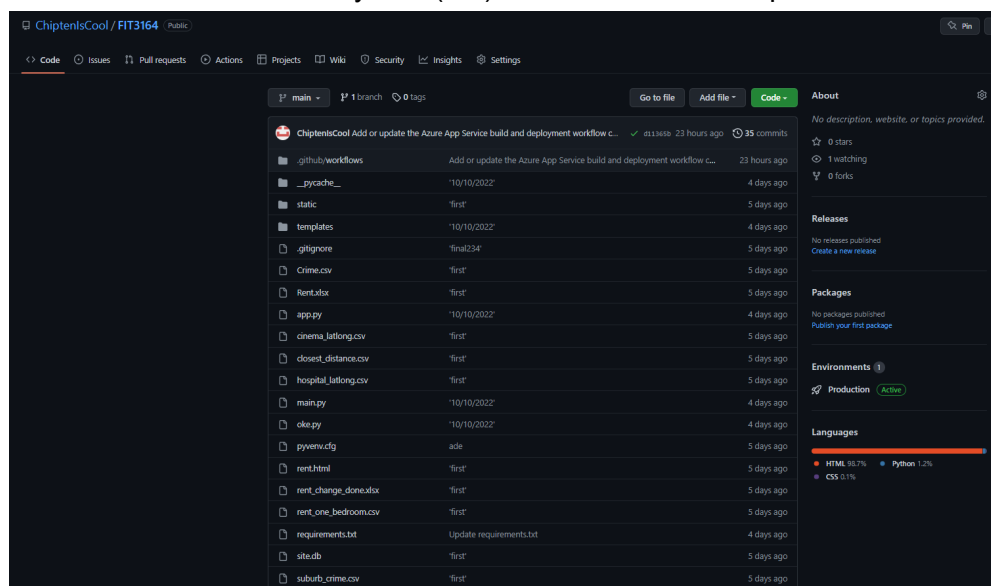 ChiptenIsCool / FIT3164 Public
Pin
Code Issues Pull requests Actions Projects Wiki Security Insights Settings
main 1 branch 0 tags Go to file Add file Code
ChiptenIsCool Add or update the Azure App Service build and deployment workflow c... d11365b 23 hours ago 35 commits
.github/workflows Add or update the Azure App Service build and deployment workflow c... 23 hours ago
__pycache__ '10/10/2022' 4 days ago
static 'first' 5 days ago
templates '10/10/2022' 4 days ago
.gitignore 'final234' 5 days ago
Crime.csv 'first' 5 days ago
Rent.xlsx 'first' 5 days ago
app.py '10/10/2022' 4 days ago
cinema_latlong.csv 'first' 5 days ago
closest_distance.csv 'first' 5 days ago
hospital_latlong.csv 'first' 5 days ago
main.py '10/10/2022' 4 days ago
oke.py '10/10/2022' 4 days ago
pyvenv.cfg ade 5 days ago
rent.html 'first' 5 days ago
rent_change_done.xlsx 'first' 5 days ago
rent_one_bedroom.csv 'first' 5 days ago
requirements.txt Update requirements.txt 4 days ago
site.db 'first' 5 days ago
suburb_crime.csv 'first' 5 days ago
About
No description, website, or topics provided.
0 stars
1 watching
0 forks
Releases
No releases published
Create a new release
Packages
No packages published
Publish your first package
Environments 1
Production Active
Languages
HTML 98.7% Python 1.2%
CSS 0.1%